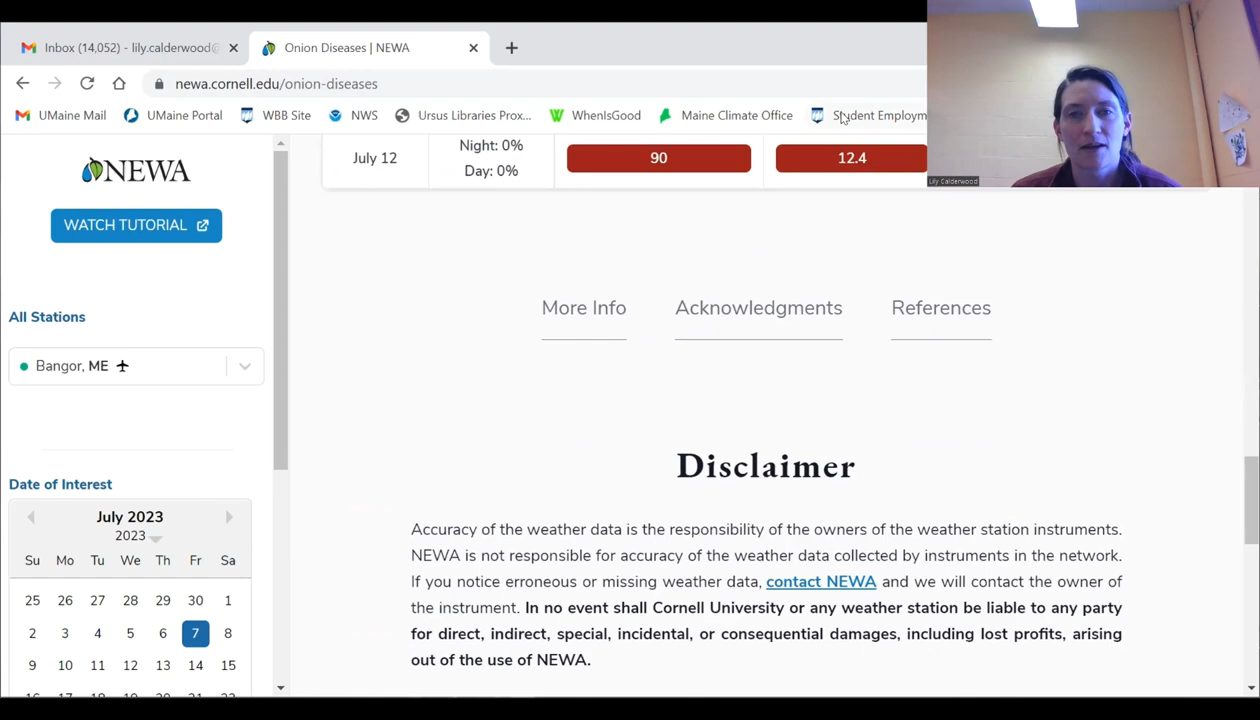 Inbox (14,052) - lily.calderwood@
Onion Diseases | NEWA
newa.cornell.edu/onion-diseases
UMaine Mail
UMaine Portal
WBB Site
NWS
Ursus Libraries Prox...
WhenIsGood
Maine Climate Office
Student Employm
Lily Calderwood
NEWA
WATCH TUTORIAL
All Stations
Bangor, ME
Date of Interest
July 2023
2023
Su Mo Tu We Th Fr Sa
25 26 27 28 29 30 1
2 3 4 5 6 7 8
9 10 11 12 13 14 15
16 17 18 19 20 21 22
July 12
Night: 0%
Day: 0%
90
12.4
More Info
Acknowledgments
References
Disclaimer
Accuracy of the weather data is the responsibility of the owners of the weather station instruments.
NEWA is not responsible for accuracy of the weather data collected by instruments in the network.
If you notice erroneous or missing weather data, contact NEWA and we will contact the owner of
the instrument. In no event shall Cornell University or any weather station be liable to any party
for direct, indirect, special, incidental, or consequential damages, including lost profits, arising
out of the use of NEWA.